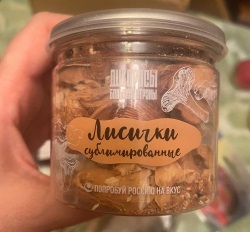 Лисички
сублимированные
ПОПРОБУЙ РОССИЮ НА ВКУС